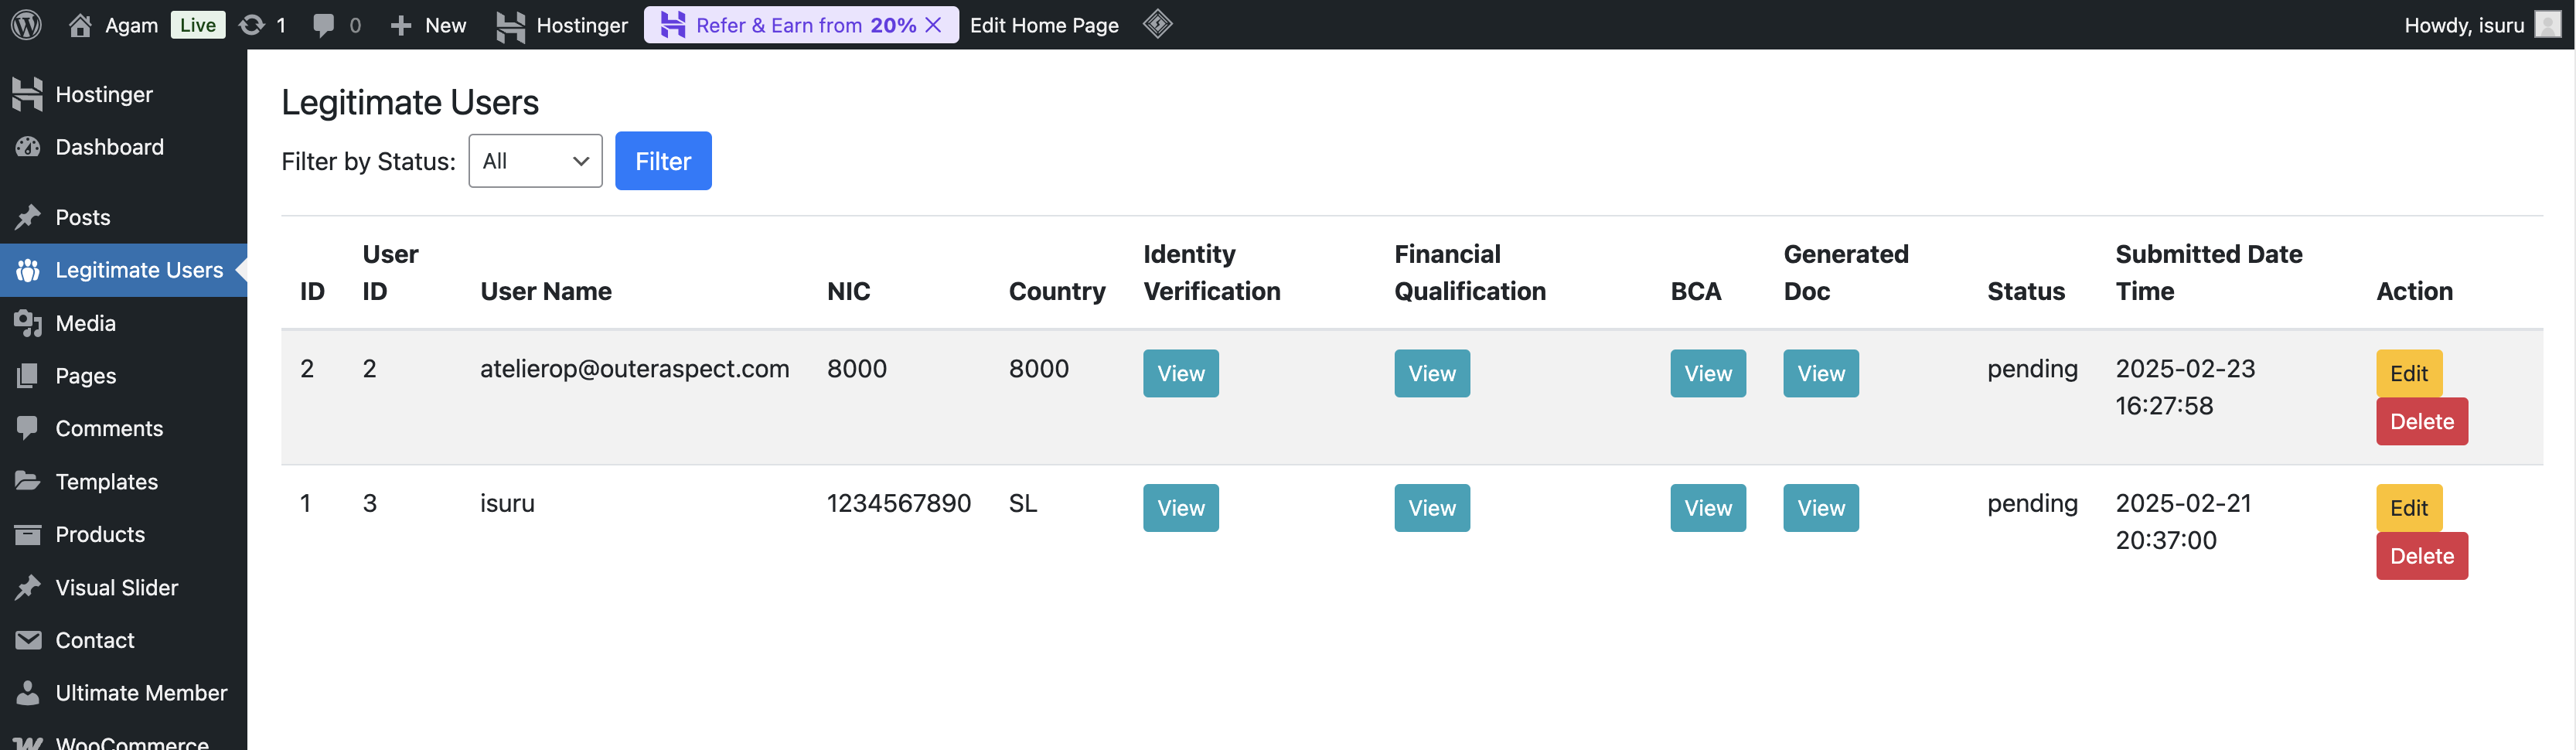 Agam Live 1 0 New Hostinger Refer & Earn from 20% Edit Home Page Howdy, isuru
Hostinger
Dashboard
Posts
Legitimate Users
Media
Pages
Comments
Templates
Products
Visual Slider
Contact
Ultimate Member
WooCommerce
Legitimate Users
Filter by Status: All Filter
ID User ID User Name NIC Country Identity Verification Financial Qualification BCA Generated Doc Status Submitted Date Time Action
2 2 atelierop@outeraspect.com 8000 8000 View View View View pending 2025-02-23 Edit
16:27:58 Delete
1 3 isuru 1234567890 SL View View View View pending 2025-02-21 Edit
20:37:00 Delete